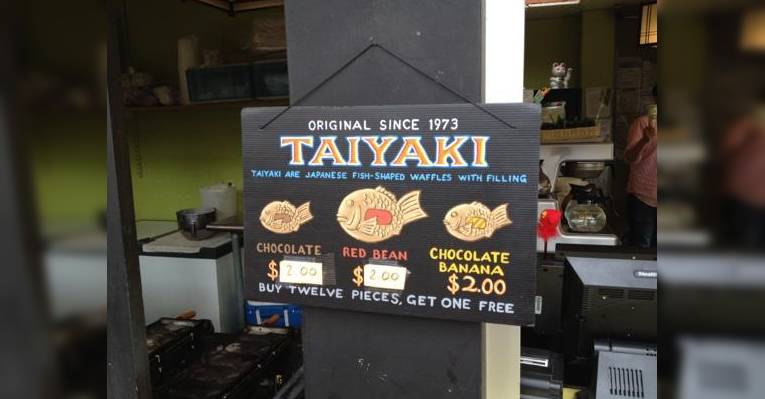 ORIGINAL SINCE 1973
TAIYAKI
TAIYAKI ARE JAPANESE FISH-SHAPED WAFFLES WITH FILLING
CHOCOLATE
$2.00
RED BEAN
$2.00
CHOCOLATE
BANANA
$2.00
BUY TWELVE PIECES, GET ONE FREE